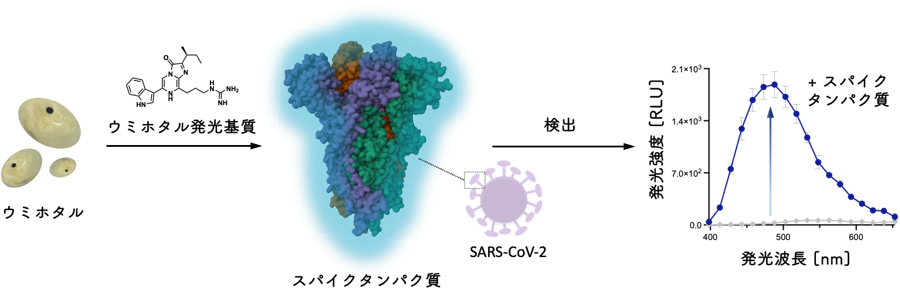 ウミホタル
O
N
N
N
H
N
H
NH₂
NH
HN
ウミホタル発光基質
スパイクタンパク質
検出
SARS-CoV-2
+ スパイク
タンパク質
発光強度 [RLU]
2.1×10³
1.4×10³
7.0×10²
0.0
400
500
600
発光波長 [nm]